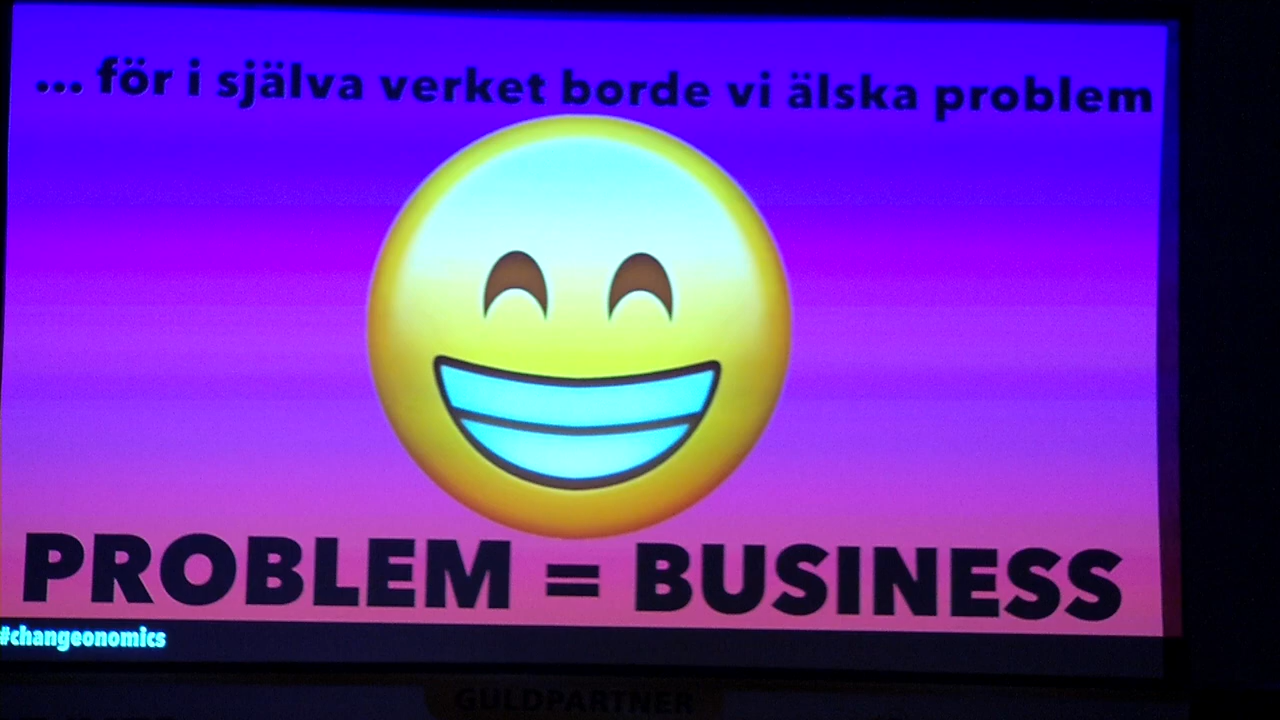 ... för i själva verket borde vi älska problem
PROBLEM = BUSINESS
#changeonomics
GULDPARTNER